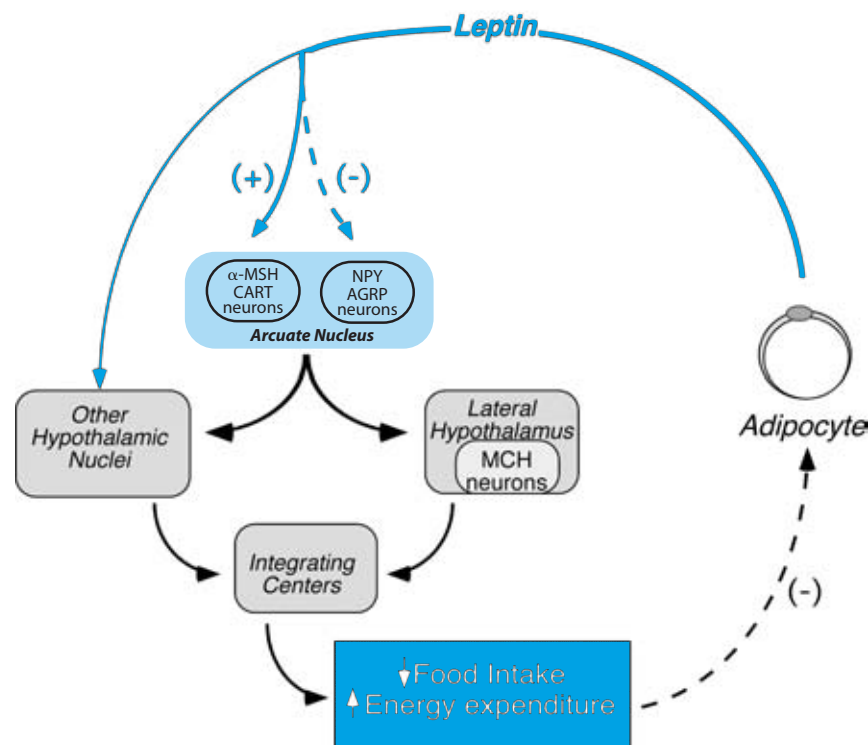 Leptin
(+)
(-)
α-MSH
CART
neurons
NPY
AGRP
neurons
Arcuate Nucleus
Other
Hypothalamic
Nuclei
Lateral
Hypothalamus
MCH
neurons
Adipocyte
Integrating
Centers
(-)
Food Intake
Energy expenditure